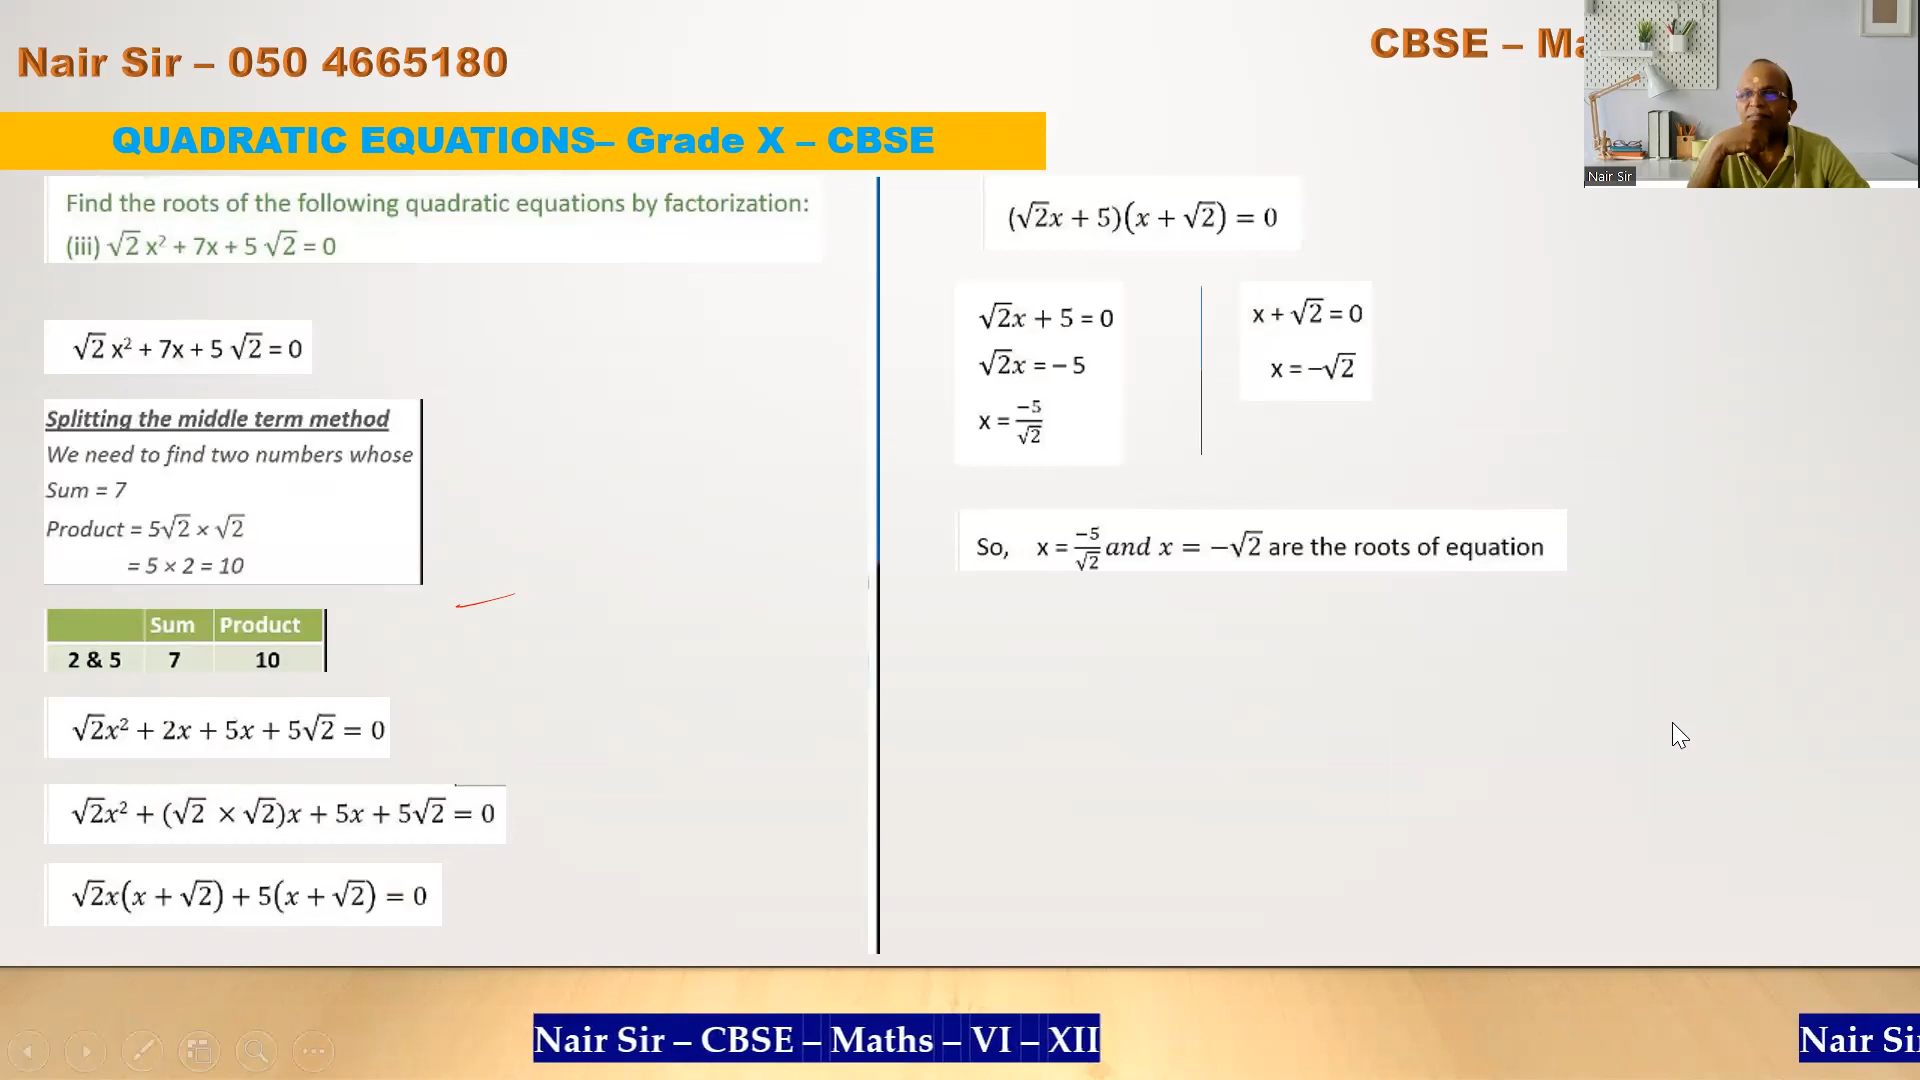 Nair Sir – 050 4665180
CBSE – Ma
Nair Sir
QUADRATIC EQUATIONS– Grade X – CBSE
Find the roots of the following quadratic equations by factorization:
(iii) √2 x² + 7x + 5 √2 = 0
√2 x² + 7x + 5 √2 = 0
Splitting the middle term method
We need to find two numbers whose
Sum = 7
Product = 5√2 × √2
= 5 × 2 = 10
Sum Product
2 & 5 7 10
√2x² + 2x + 5x + 5√2 = 0
√2x² + (√2 × √2)x + 5x + 5√2 = 0
√2x(x + √2) + 5(x + √2) = 0
(√2x + 5)(x + √2) = 0
√2x + 5 = 0
√2x = – 5
x = −5/√2
x + √2 = 0
x = −√2
So, x = −5/√2 and x = −√2 are the roots of equation
Nair Sir – CBSE – Maths – VI – XII
Nair Si